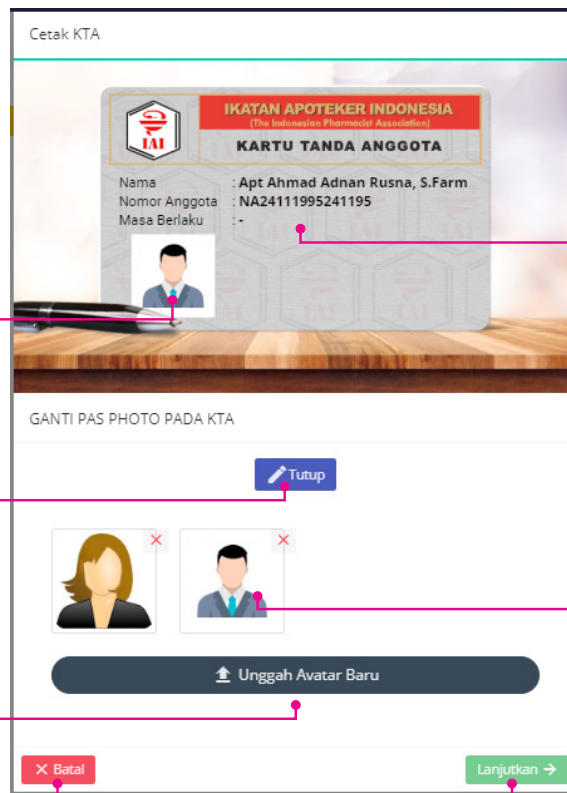 Cetak KTA
IAI
IKATAN APOTEKER INDONESIA
(The Indonesian Pharmacist Association)
KARTU TANDA ANGGOTA
Nama : Apt Ahmad Adnan Rusna, S.Farm
Nomor Anggota : NA24111995241195
Masa Berlaku : -
GANTI PAS PHOTO PADA KTA
Tutup
Unggah Avatar Baru
Batal
Lanjutkan